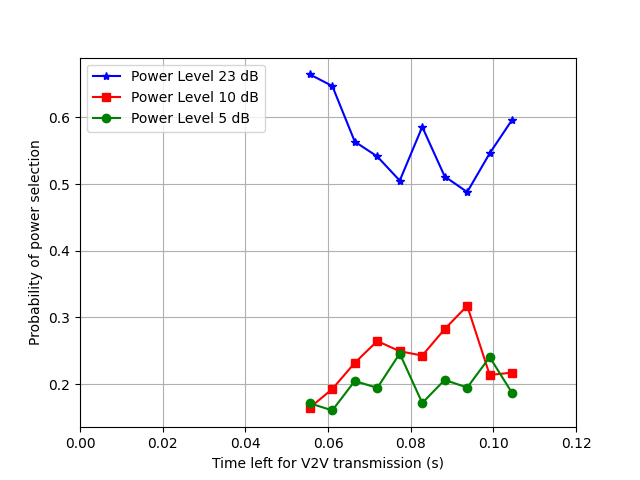 Power Level 23 dB
Power Level 10 dB
Power Level 5 dB
Probability of power selection
0.6
0.5
0.4
0.3
0.2
0.00 0.02 0.04 0.06 0.08 0.10 0.12
Time left for V2V transmission (s)